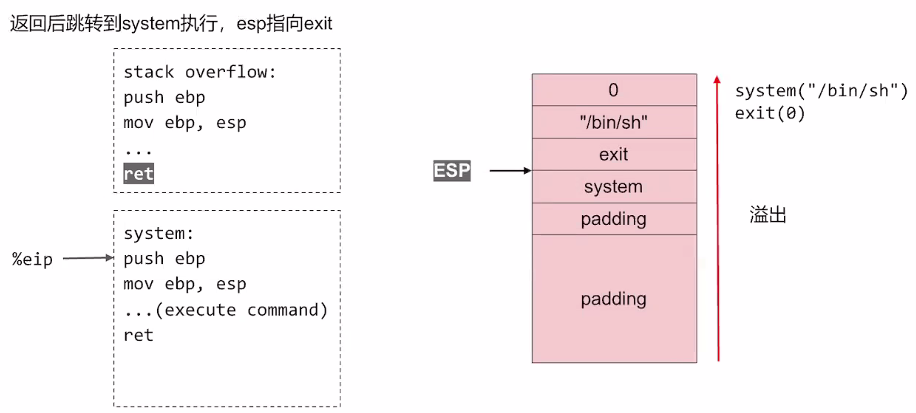 返回后跳转到system执行，esp指向exit
stack overflow:
push ebp
mov ebp, esp
...
ret
%eip
system:
push ebp
mov ebp, esp
...(execute command)
ret
ESP
0
"/bin/sh"
exit
system
padding
padding
system("/bin/sh")
exit(0)
溢出